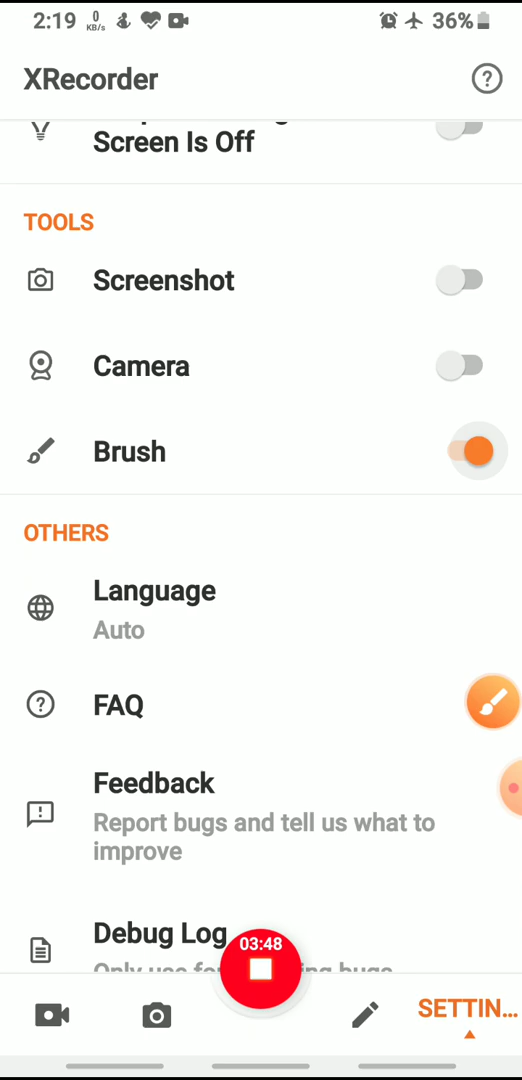 2:19
0
KB/s
36%
XRecorder
Screen Is Off
TOOLS
Screenshot
Camera
Brush
OTHERS
Language
Auto
FAQ
Feedback
Report bugs and tell us what to
improve
Debug Log
03:48
SETTIN...